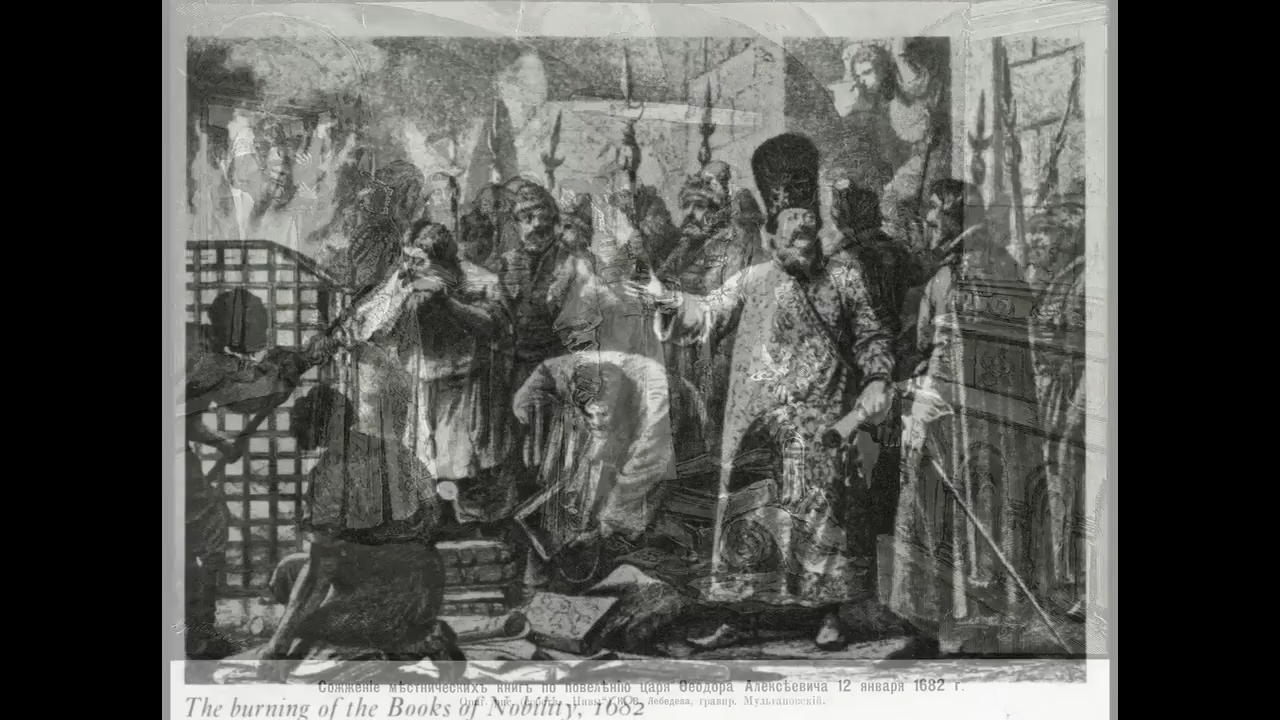 Сожженіе мѣстническихъ книгъ по повелѣнію царя Ѳеодора Алексѣевича 12 января 1682 г.
Лебедева, гравир. Мультановскій.
The burning of the Books of Nobility, 1682